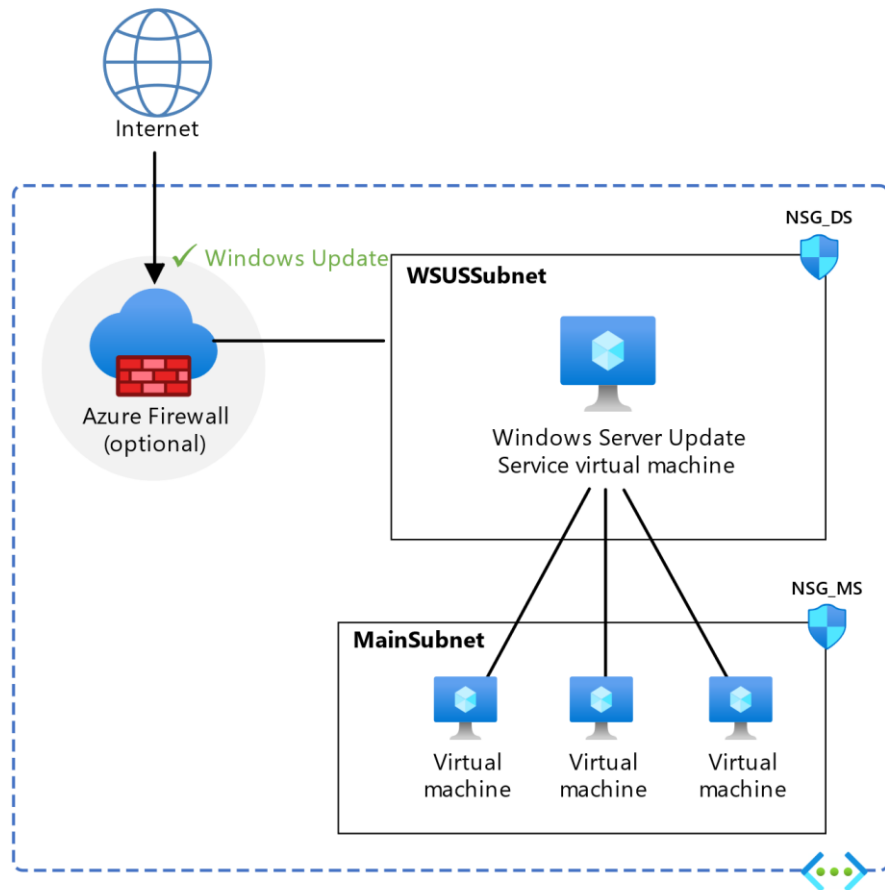 Internet
NSG_DS
Windows Update
WSUSSubnet
Azure Firewall
(optional)
Windows Server Update
Service virtual machine
NSG_MS
MainSubnet
Virtual
machine
Virtual
machine
Virtual
machine